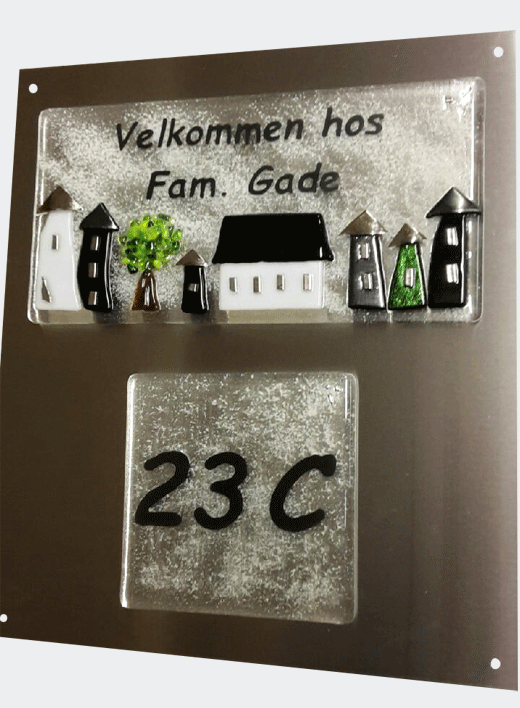 Velkommen hos
Fam. Gade
23 C